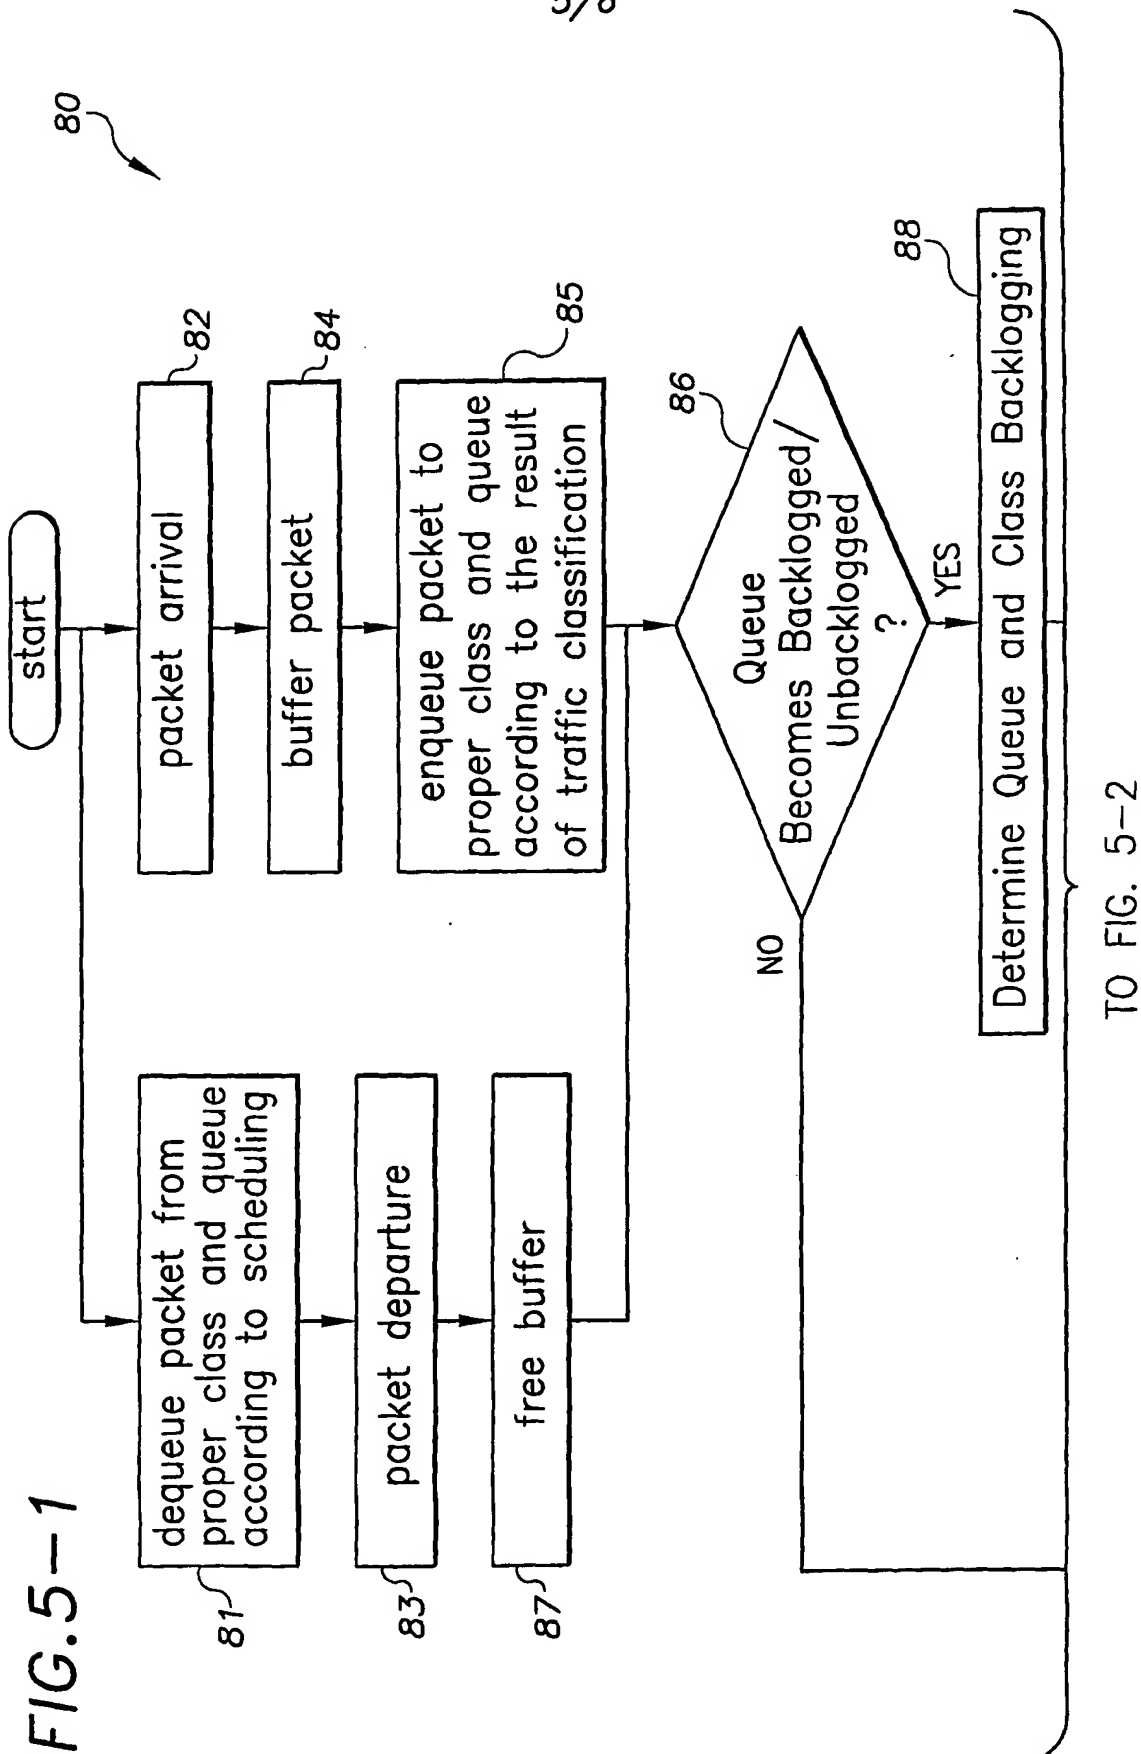 5/8
FIG.5-1
80
start
dequeue packet from
proper class and queue
according to scheduling
81
packet departure
83
free buffer
87
packet arrival
82
buffer packet
84
enqueue packet to
proper class and queue
according to the result
of traffic classification
85
Queue
Becomes Backlogged/
Unbacklogged
?
86
NO
YES
Determine Queue and Class Backlogging
88
TO FIG. 5-2